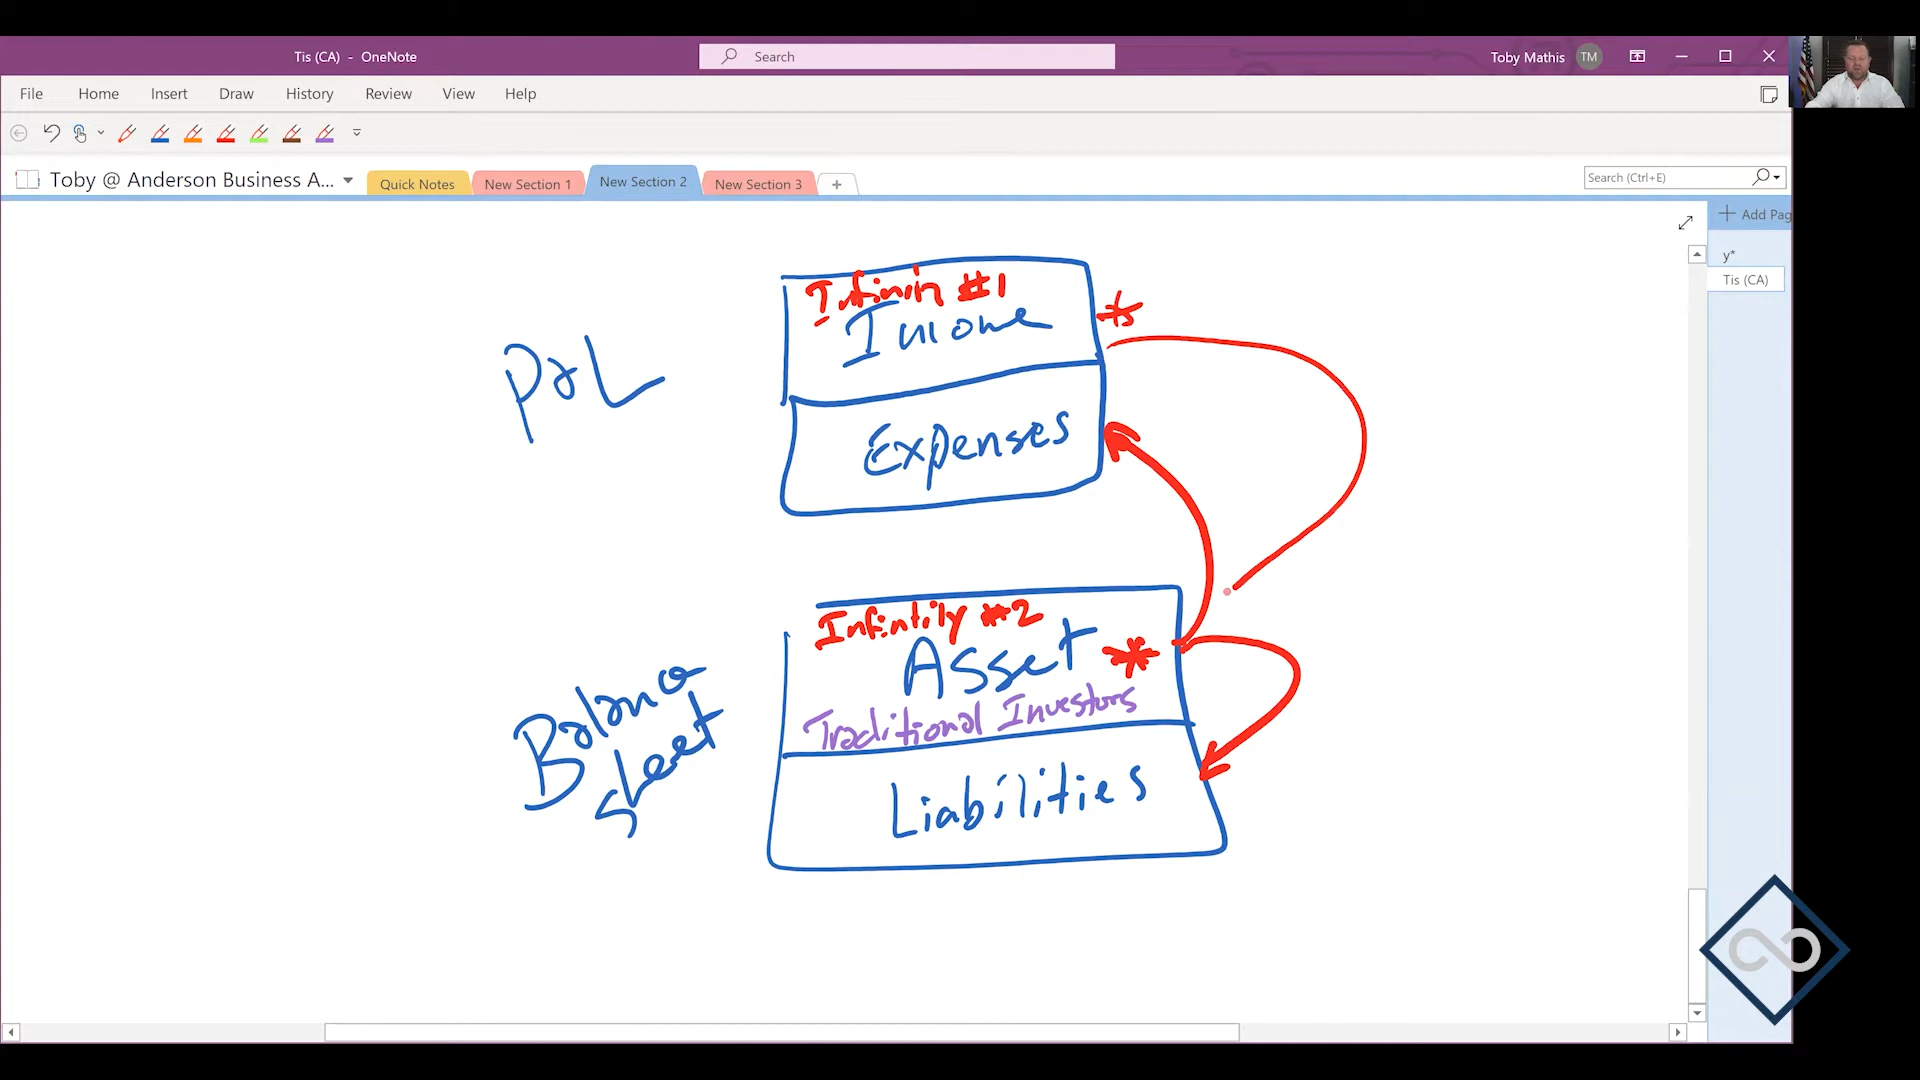 Tis (CA) - OneNote
Search
Toby Mathis TM
File Home Insert Draw History Review View Help
Toby @ Anderson Business A... Quick Notes New Section 1 New Section 2 New Section 3 +
Search (Ctrl+E)
Add Pag
y*
Tis (CA)
Infinin #1
Income
P&L
Expenses
Infintily #2
Asset *
Traditional Investors
Balance
Sheet
Liabilities